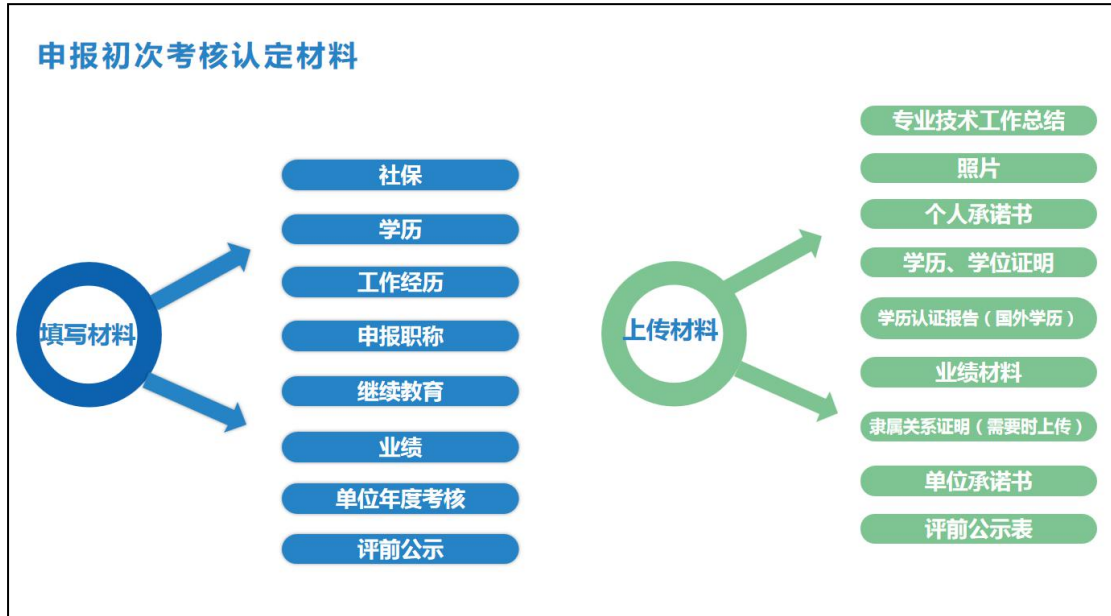 申报初次考核认定材料
填写材料
社保
学历
工作经历
申报职称
继续教育
业绩
单位年度考核
评前公示
上传材料
专业技术工作总结
照片
个人承诺书
学历、学位证明
学历认证报告（国外学历）
业绩材料
隶属关系证明（需要时上传）
单位承诺书
评前公示表